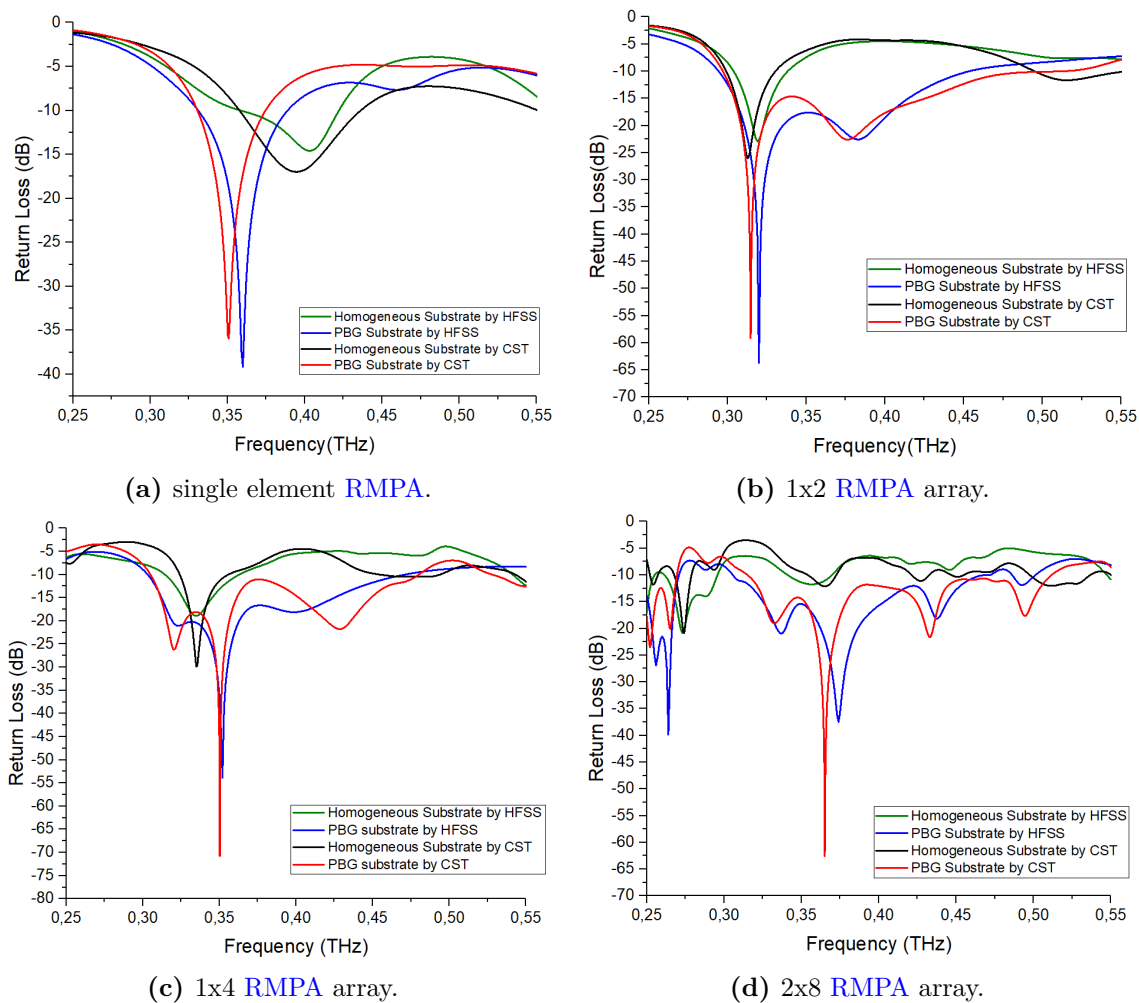 0
-5
-10
-15
-20
-25
-30
-35
-40
Return Loss (dB)
0,25 0,30 0,35 0,40 0,45 0,50 0,55
Frequency(THz)
Homogeneous Substrate by HFSS
PBG Substrate by HFSS
Homogeneous Substrate by CST
PBG Substrate by CST
(a) single element RMPA.
0
-5
-10
-15
-20
-25
-30
-35
-40
-45
-50
-55
-60
-65
-70
Return Loss(dB)
0,25 0,30 0,35 0,40 0,45 0,50 0,55
Frequency(THz)
Homogeneous Substrate by HFSS
PBG Substrate by HFSS
Homogeneous Substrate by CST
PBG Substrate by CST
(b) 1x2 RMPA array.
0
-5
-10
-15
-20
-25
-30
-35
-40
-45
-50
-55
-60
-65
-70
-75
-80
Return Loss (dB)
0,25 0,30 0,35 0,40 0,45 0,50 0,55
Frequency (THz)
Homogeneous Substrate by HFSS
PBG substrate by HFSS
Homogeneous Substrate by CST
PBG substrate by CST
(c) 1x4 RMPA array.
0
-5
-10
-15
-20
-25
-30
-35
-40
-45
-50
-55
-60
-65
-70
Return Loss (dB)
0,25 0,30 0,35 0,40 0,45 0,50 0,55
Frequency (THz)
Homogeneous Substrate by HFSS
PBG Substrate by HFSS
Homogeneous Substrate by CST
PBG Substrate by CST
(d) 2x8 RMPA array.